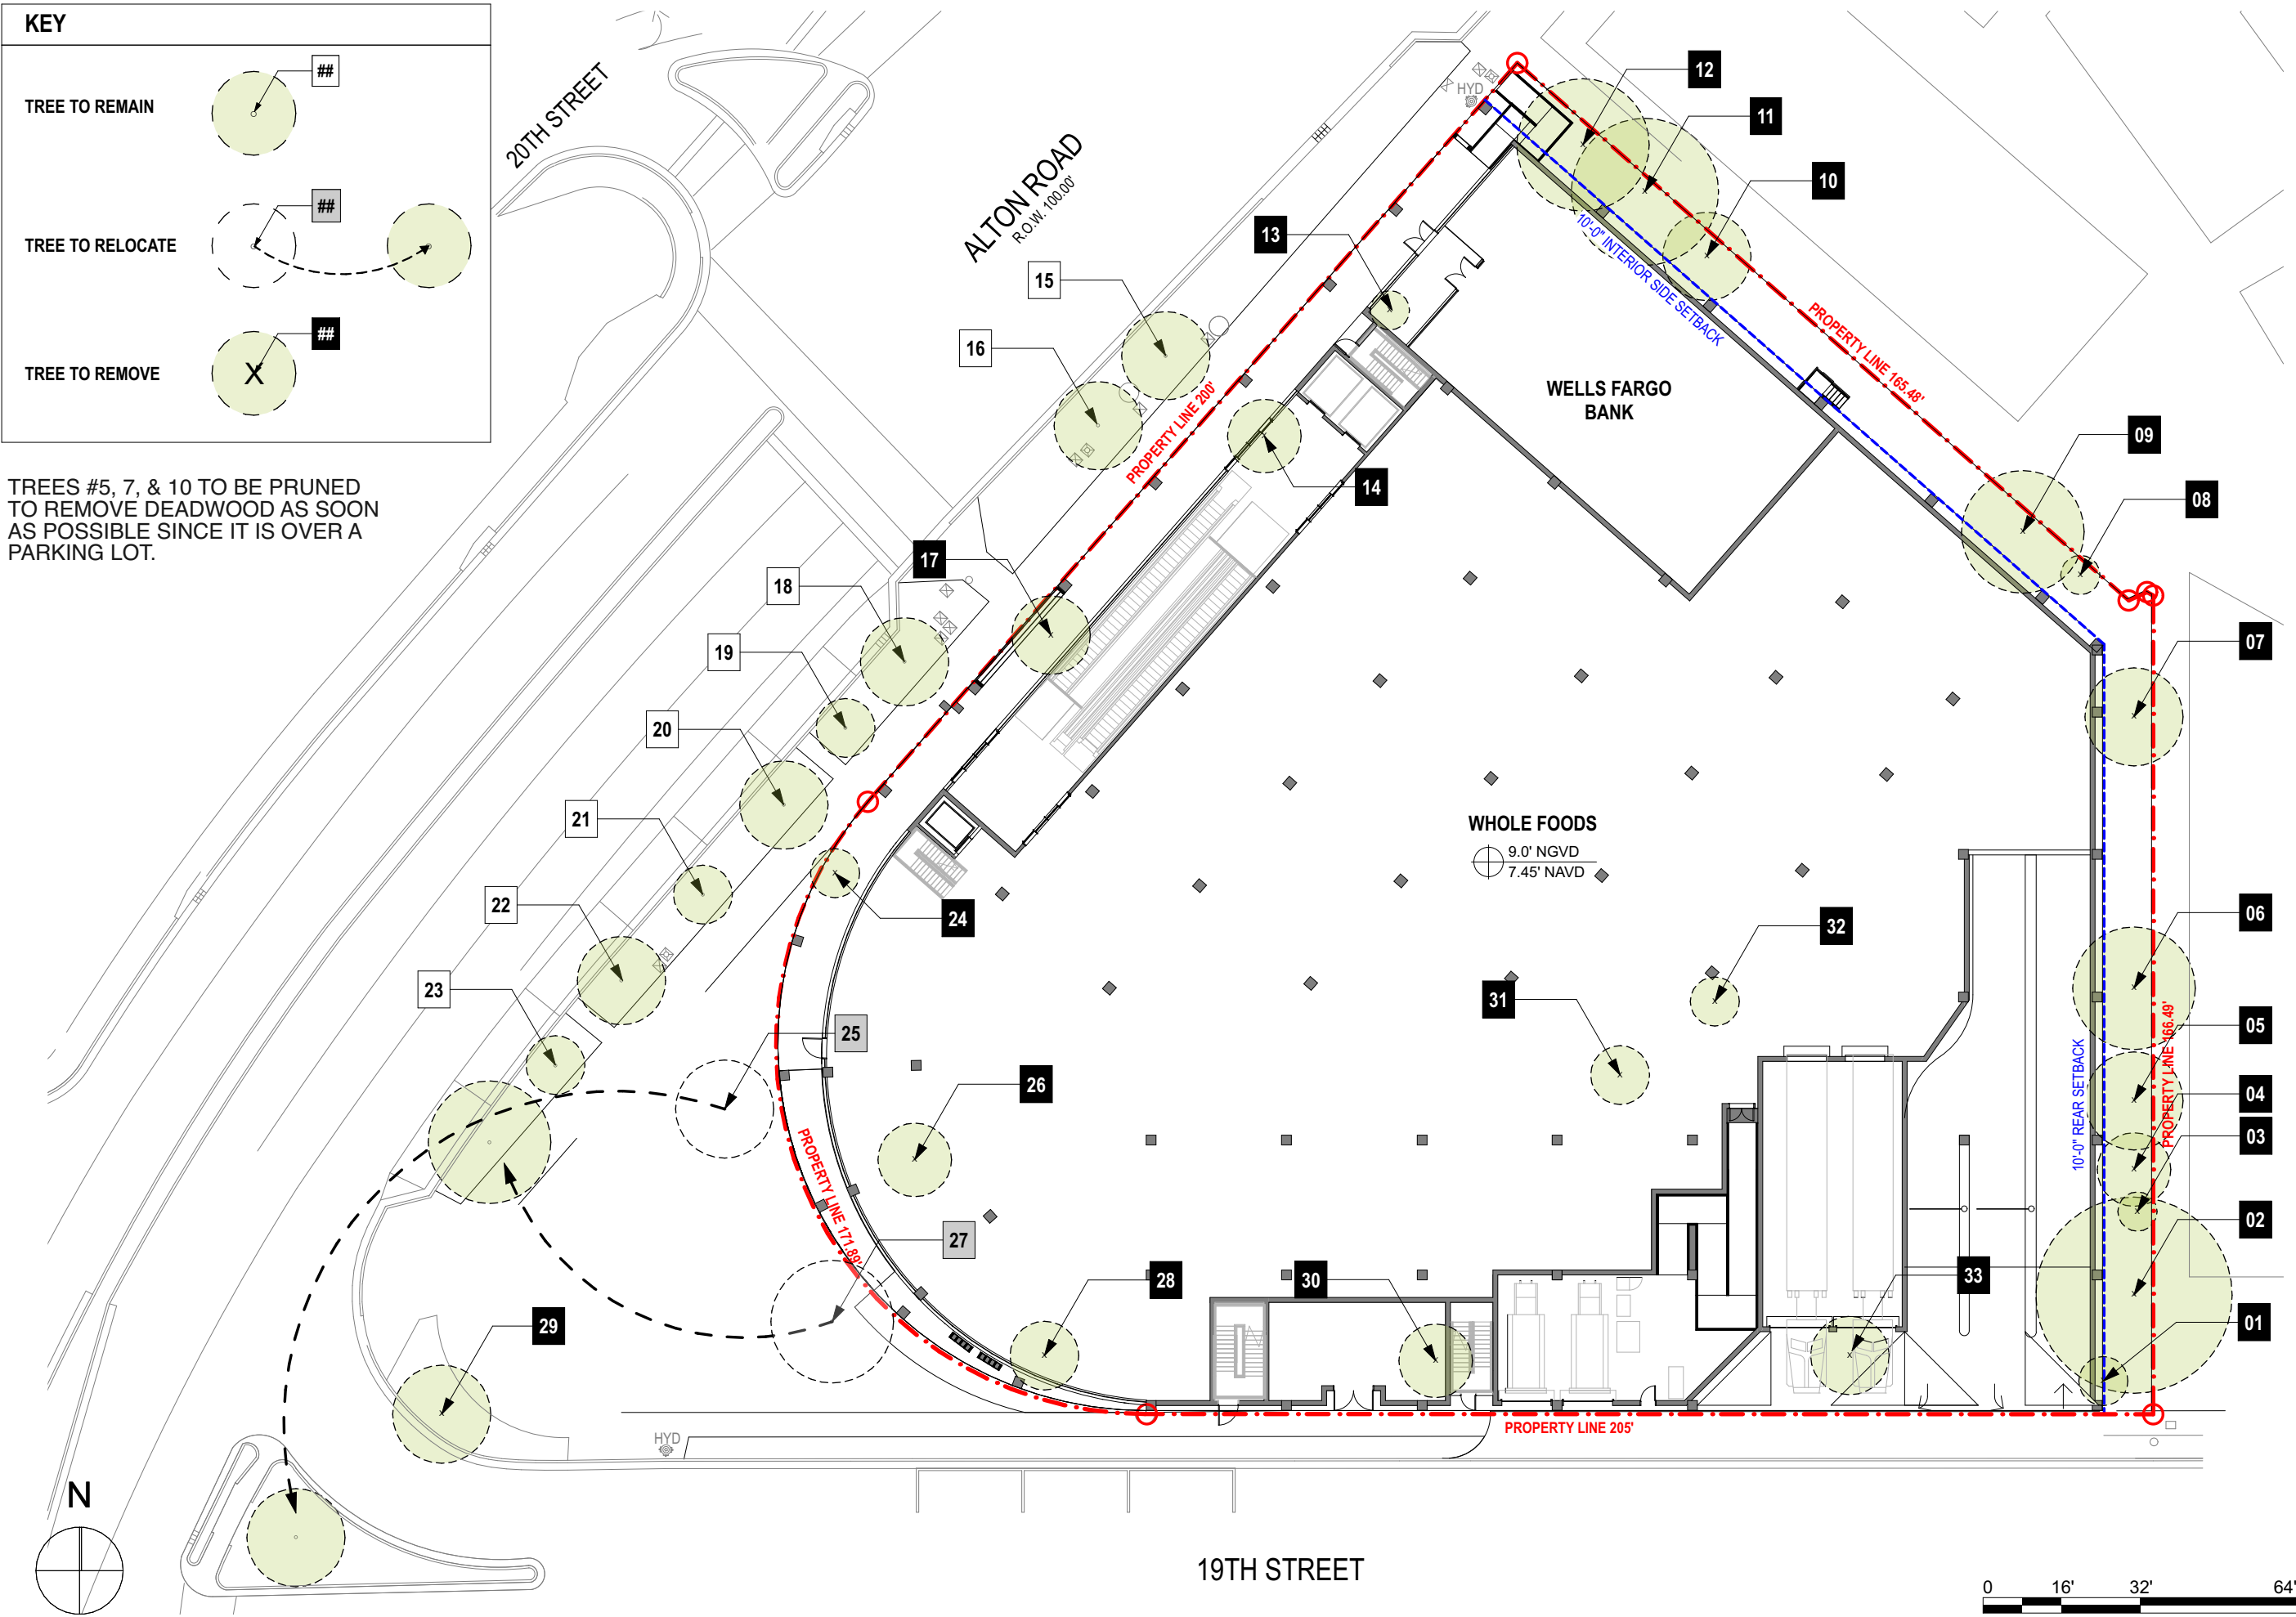 KEY
##
TREE TO REMAIN
##
TREE TO RELOCATE
##
X
TREE TO REMOVE
TREES #5, 7, & 10 TO BE PRUNED
TO REMOVE DEADWOOD AS SOON
AS POSSIBLE SINCE IT IS OVER A
PARKING LOT.
20TH STREET
ALTON ROAD
R.O.W. 100.00'
HYD
12
11
10
13
15
16
14
10'-0" INTERIOR SIDE SETBACK
PROPERTY LINE 165.48'
PROPERTY LINE 200'
WELLS FARGO
BANK
09
08
17
18
19
07
20
21
WHOLE FOODS
9.0' NGVD
7.45' NAVD
22
24
32
06
23
31
25
05
10'-0" REAR SETBACK
PROPERTY LINE 166.49'
26
04
03
PROPERTY LINE 171.89'
27
02
28
30
33
29
01
HYD
PROPERTY LINE 205'
N
19TH STREET
0 16' 32' 64'